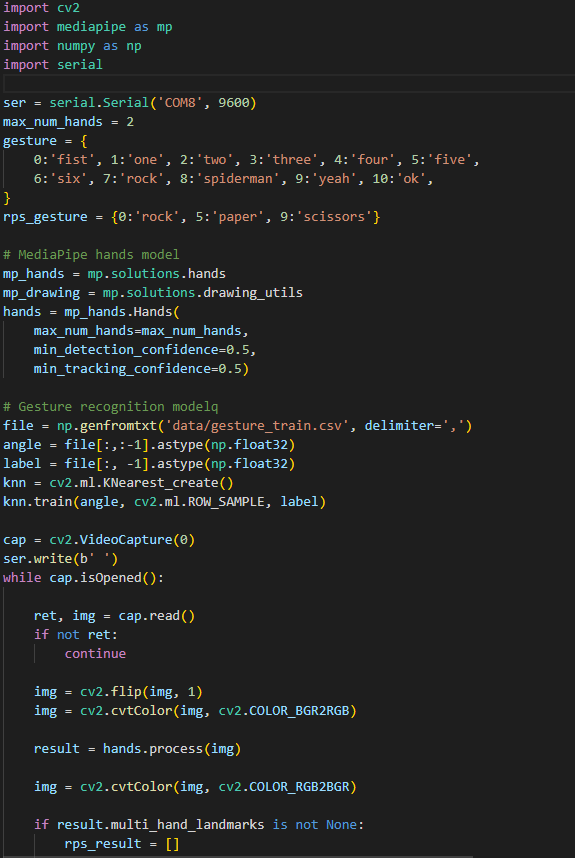 import cv2
import mediapipe as mp
import numpy as np
import serial
ser = serial.Serial('COM8', 9600)
max_num_hands = 2
gesture = {
    0:'fist', 1:'one', 2:'two', 3:'three', 4:'four', 5:'five',
    6:'six', 7:'rock', 8:'spiderman', 9:'yeah', 10:'ok',
}
rps_gesture = {0:'rock', 5:'paper', 9:'scissors'}
# MediaPipe hands model
mp_hands = mp.solutions.hands
mp_drawing = mp.solutions.drawing_utils
hands = mp_hands.Hands(
    max_num_hands=max_num_hands,
    min_detection_confidence=0.5,
    min_tracking_confidence=0.5)
# Gesture recognition modelq
file = np.genfromtxt('data/gesture_train.csv', delimiter=',')
angle = file[:,:-1].astype(np.float32)
label = file[:, -1].astype(np.float32)
knn = cv2.ml.KNearest_create()
knn.train(angle, cv2.ml.ROW_SAMPLE, label)
cap = cv2.VideoCapture(0)
ser.write(b' ')
while cap.isOpened():
    ret, img = cap.read()
    if not ret:
        continue
    img = cv2.flip(img, 1)
    img = cv2.cvtColor(img, cv2.COLOR_BGR2RGB)
    result = hands.process(img)
    img = cv2.cvtColor(img, cv2.COLOR_RGB2BGR)
    if result.multi_hand_landmarks is not None:
        rps_result = []